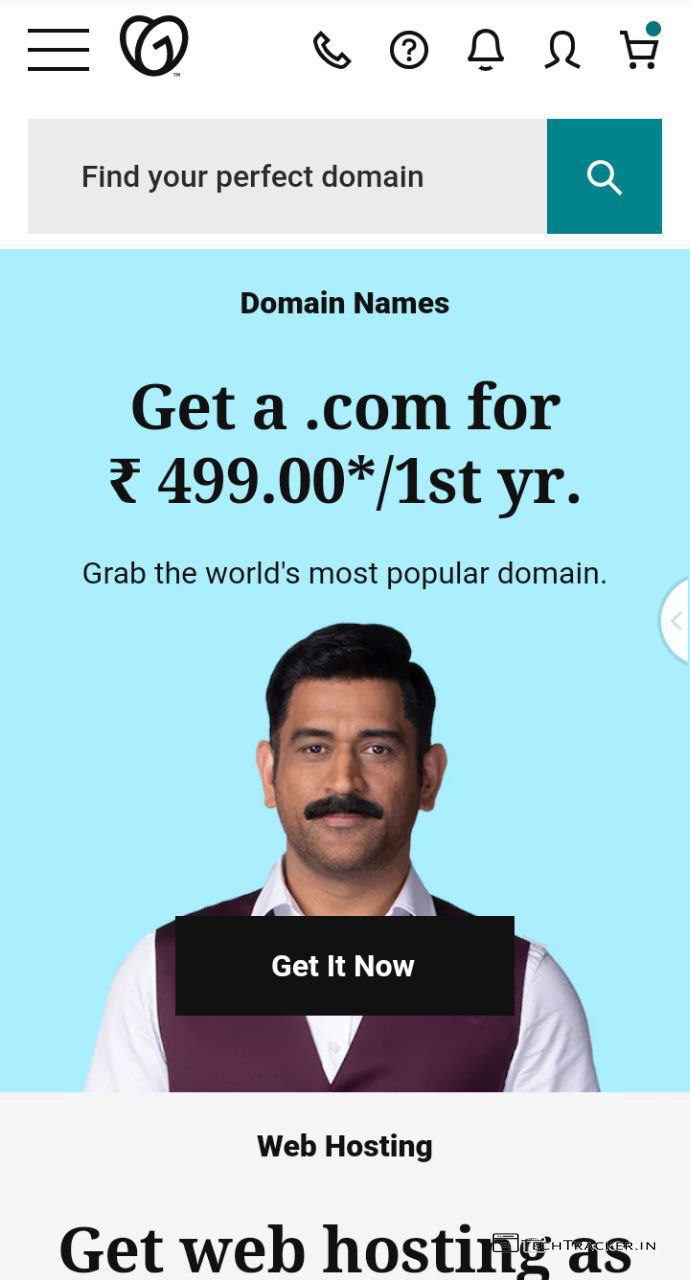 Find your perfect domain
Domain Names
Get a .com for
₹ 499.00*/1st yr.
Grab the world's most popular domain.
Get It Now
Web Hosting
Get web hosting as
TECHTRACKER.IN